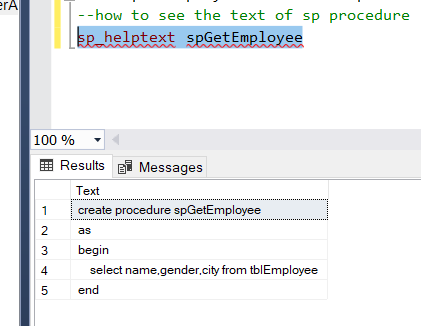 erA
--how to see the text of sp procedure
sp_helptext spGetEmployee
100 %
Results Messages
Text
1 create procedure spGetEmployee
2 as
3 begin
4 select name,gender,city from tblEmployee
5 end